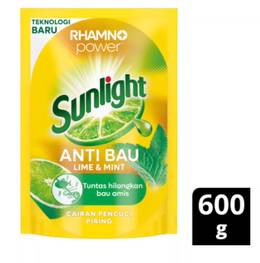 TEKNOLOGI
BARU
RHAMNO
power
Sunlight
ANTI BAU
LIME & MINT
Tuntas hilangkan
bau amis
CAIRAN PENCUCI
PIRING
600
g